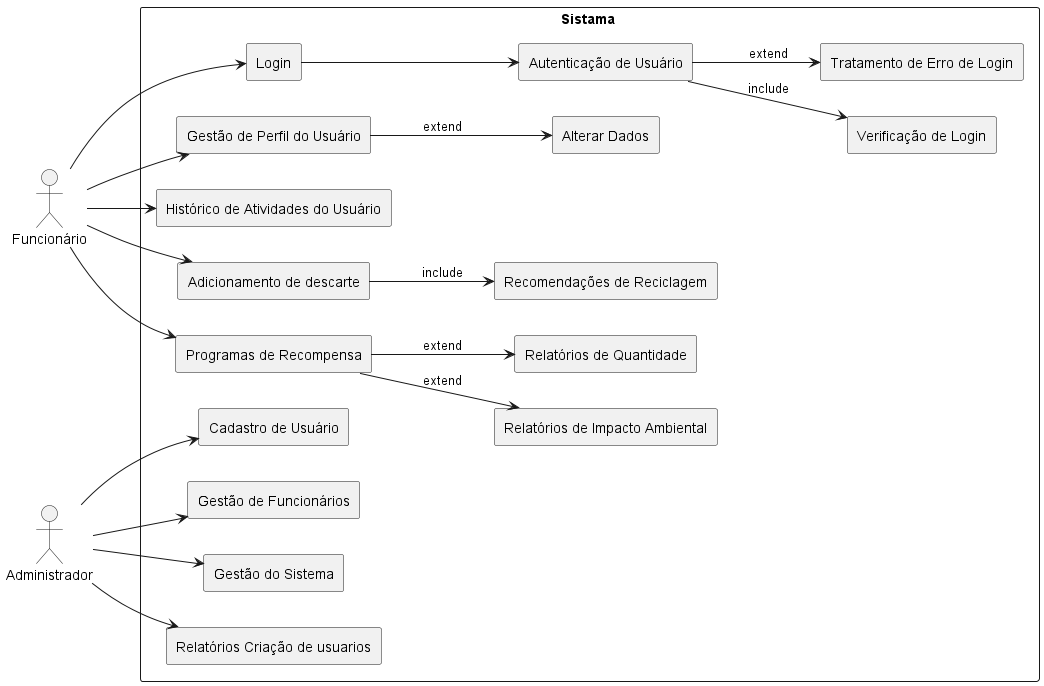 Sistama
Login
Autenticação de Usuário
extend
Tratamento de Erro de Login
include
Verificação de Login
Gestão de Perfil do Usuário
extend
Alterar Dados
Funcionário
Histórico de Atividades do Usuário
Adicionamento de descarte
include
Recomendações de Reciclagem
Programas de Recompensa
extend
Relatórios de Quantidade
extend
Relatórios de Impacto Ambiental
Cadastro de Usuário
Gestão de Funcionários
Administrador
Gestão do Sistema
Relatórios Criação de usuarios